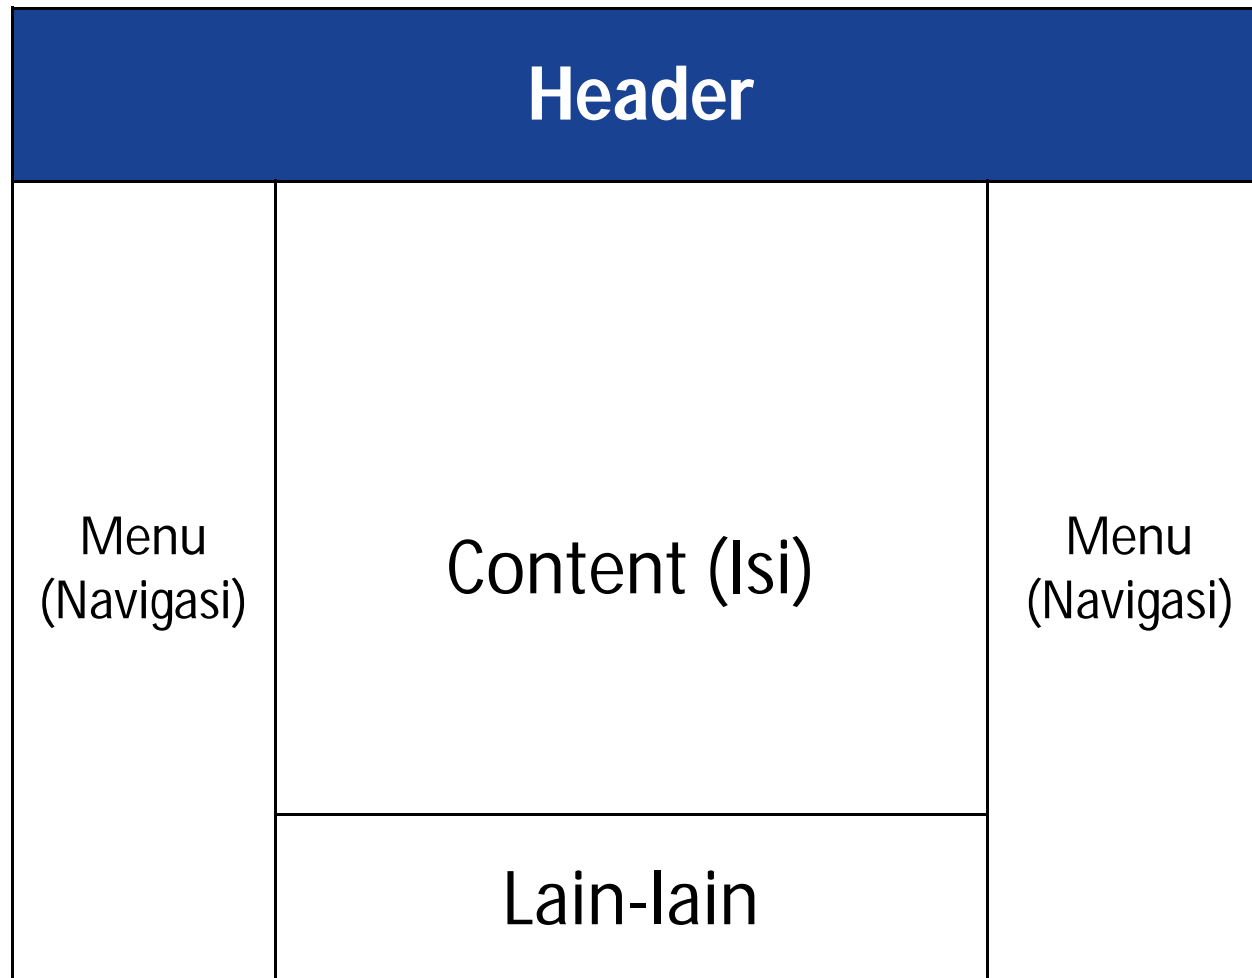 Header
Menu
(Navigasi)
Content (Isi)
Menu
(Navigasi)
Lain-lain